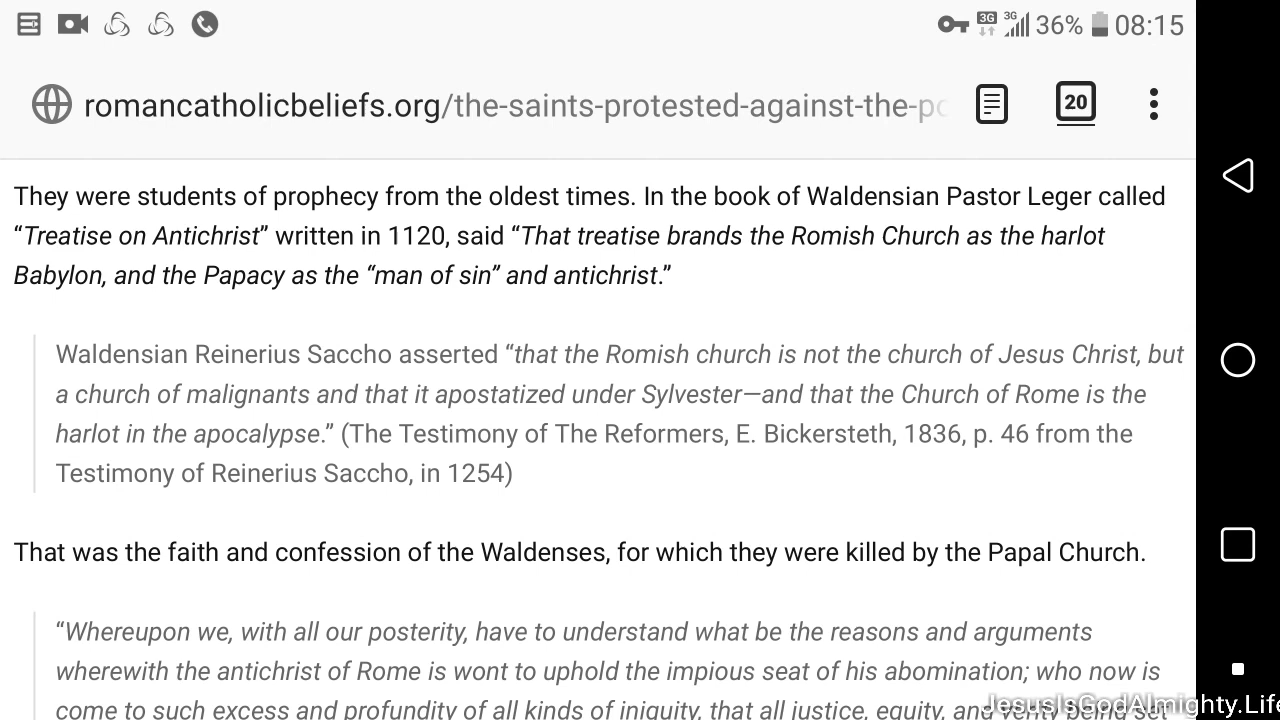 3G 3G 36% 08:15
romancatholicbeliefs.org/the-saints-protested-against-the-po
20
They were students of prophecy from the oldest times. In the book of Waldensian Pastor Leger called
“Treatise on Antichrist” written in 1120, said “That treatise brands the Romish Church as the harlot
Babylon, and the Papacy as the “man of sin” and antichrist.”
Waldensian Reinerius Saccho asserted “that the Romish church is not the church of Jesus Christ, but
a church of malignants and that it apostatized under Sylvester—and that the Church of Rome is the
harlot in the apocalypse.” (The Testimony of The Reformers, E. Bickersteth, 1836, p. 46 from the
Testimony of Reinerius Saccho, in 1254)
That was the faith and confession of the Waldenses, for which they were killed by the Papal Church.
“Whereupon we, with all our posterity, have to understand what be the reasons and arguments
wherewith the antichrist of Rome is wont to uphold the impious seat of his abomination; who now is
come to such excess and profundity of all kinds of iniquity, that all justice, equity, and
JesusIsGodAlmighty.Life